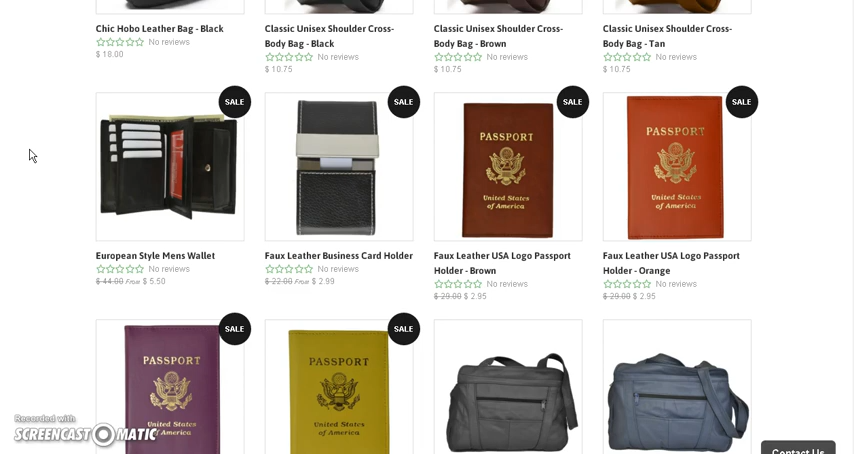 Chic Hobo Leather Bag - Black
No reviews
$ 18.00
Classic Unisex Shoulder Cross-
Body Bag - Black
No reviews
$ 10.75
Classic Unisex Shoulder Cross-
Body Bag - Brown
No reviews
$ 10.75
Classic Unisex Shoulder Cross-
Body Bag - Tan
No reviews
$ 10.75
SALE
European Style Mens Wallet
No reviews
$ 44.00 From $ 5.50
SALE
Faux Leather Business Card Holder
No reviews
$ 22.00 From $ 2.99
SALE
PASSPORT
United States
of America
Faux Leather USA Logo Passport
Holder - Brown
No reviews
$ 29.00 $ 2.95
SALE
PASSPORT
United States
of America
Faux Leather USA Logo Passport
Holder - Orange
No reviews
$ 29.00 $ 2.95
SALE
PASSPORT
United States
of America
SALE
PASSPORT
United States
of America
Recorded with
SCREENCAST-O-MATIC
Contact Us